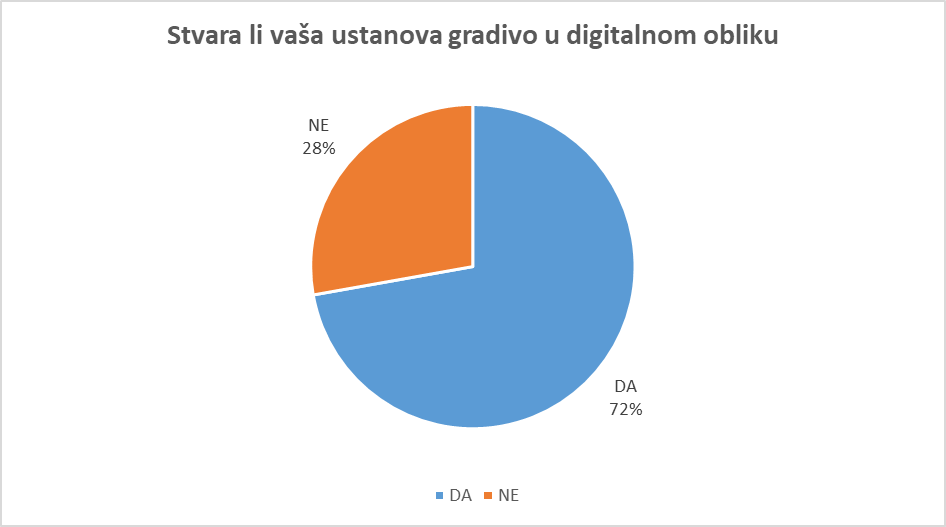 Stvara li vaša ustanova gradivo u digitalnom obliku
NE
28%
DA
72%
DA NE